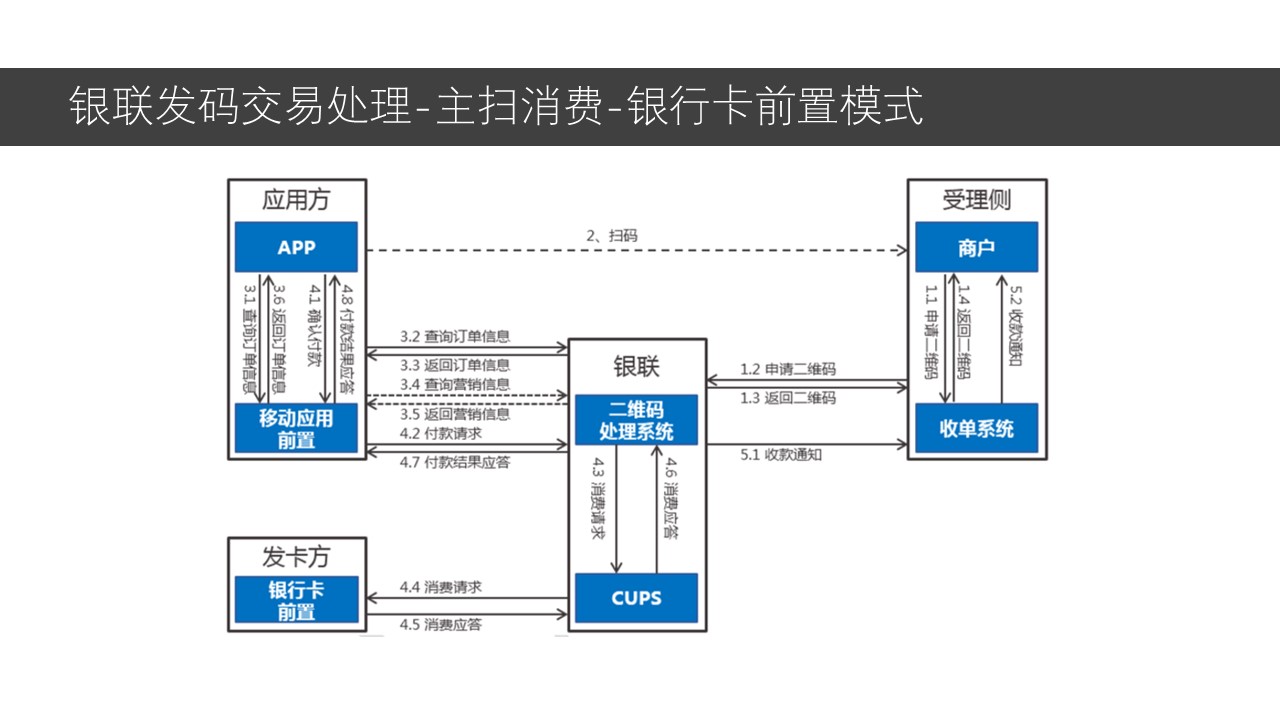 银联发码交易处理-主扫消费-银行卡前置模式
应用方
APP
3.1 查询订单信息
3.6 返回订单信息
4.1 确认付款
4.8 付款结果应答
移动应用
前置
2、扫码
受理侧
商户
1.1 申请二维码
1.4 返回二维码
5.2 收款通知
收单系统
3.2 查询订单信息
3.3 返回订单信息
3.4 查询营销信息
3.5 返回营销信息
4.2 付款请求
4.7 付款结果应答
银联
二维码
处理系统
4.3 消费请求
4.6 消费应答
CUPS
1.2 申请二维码
1.3 返回二维码
5.1 收款通知
发卡方
银行卡
前置
4.4 消费请求
4.5 消费应答